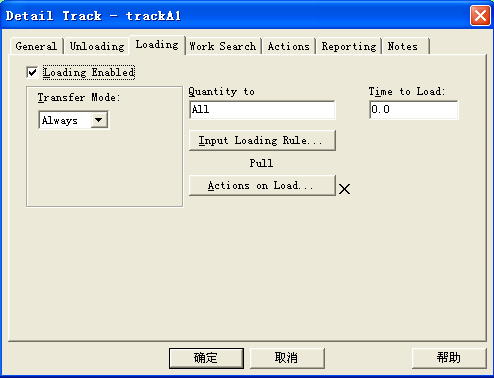 Detail Track - trackA1
General Unloading Loading Work Search Actions Reporting Notes
Loading Enabled
Transfer Mode:
Always
Quantity to
All
Time to Load:
0.0
Input Loading Rule...
Pull
Actions on Load...
确定 取消 帮助